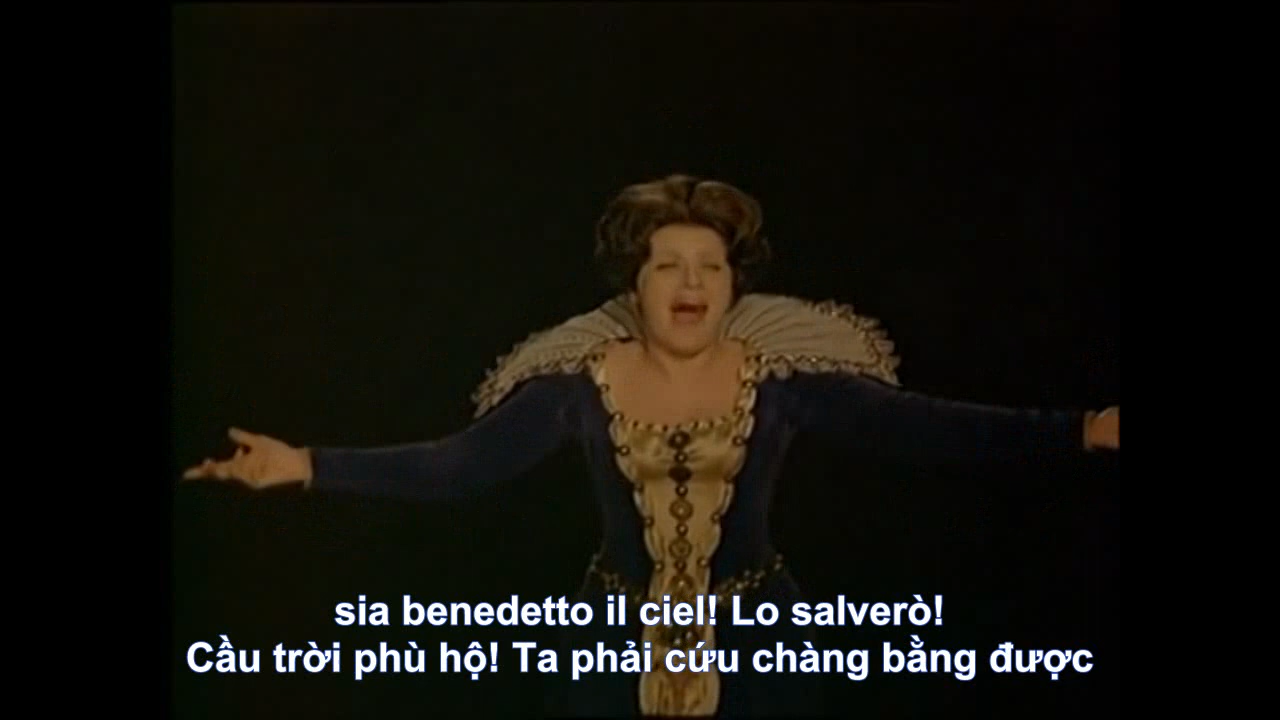 sia benedetto il ciel! Lo salverò!
Cầu trời phù hộ! Ta phải cứu chàng bằng được